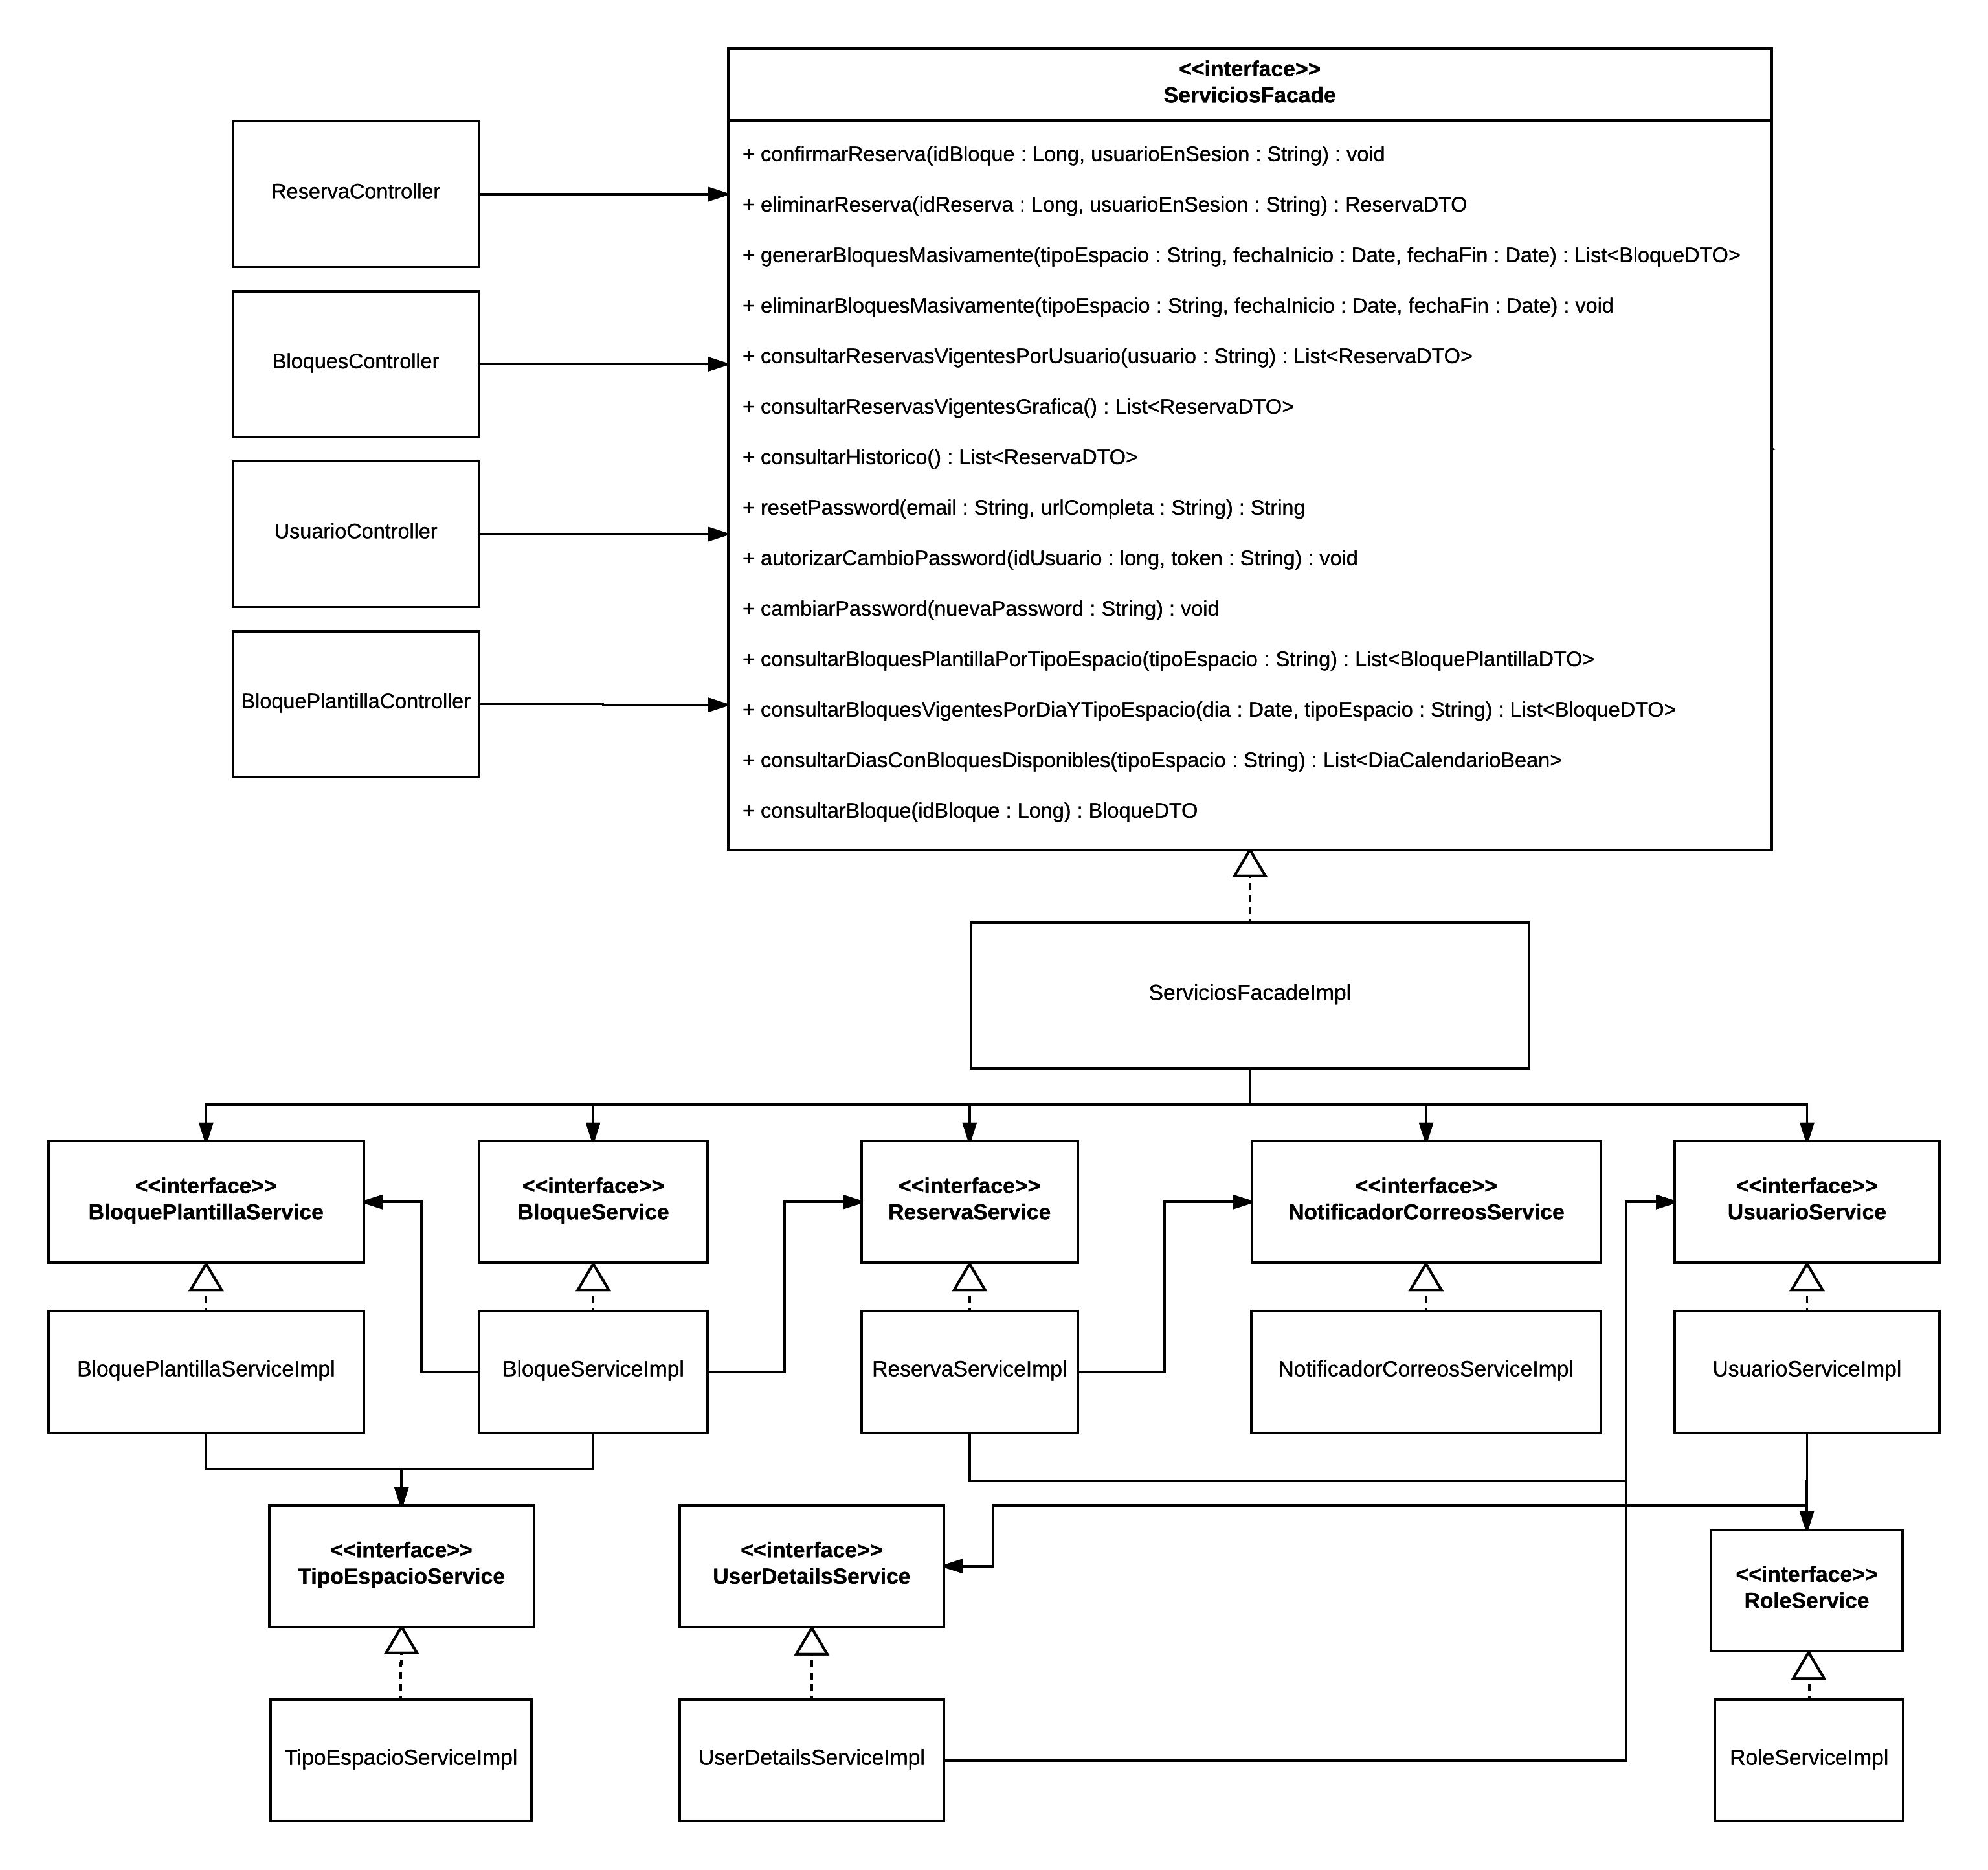 <<interface>>
ServiciosFacade
+ confirmarReserva(idBloque : Long, usuarioEnSesion : String) : void
+ eliminarReserva(idReserva : Long, usuarioEnSesion : String) : ReservaDTO
+ generarBloquesMasivamente(tipoEspacio : String, fechaInicio : Date, fechaFin : Date) : List<BloqueDTO>
+ eliminarBloquesMasivamente(tipoEspacio : String, fechaInicio : Date, fechaFin : Date) : void
+ consultarReservasVigentesPorUsuario(usuario : String) : List<ReservaDTO>
+ consultarReservasVigentesGrafica() : List<ReservaDTO>
+ consultarHistorico() : List<ReservaDTO>
+ resetPassword(email : String, urlCompleta : String) : String
+ autorizarCambioPassword(idUsuario : long, token : String) : void
+ cambiarPassword(nuevaPassword : String) : void
+ consultarBloquesPlantillaPorTipoEspacio(tipoEspacio : String) : List<BloquePlantillaDTO>
+ consultarBloquesVigentesPorDiaYTipoEspacio(dia : Date, tipoEspacio : String) : List<BloqueDTO>
+ consultarDiasConBloquesDisponibles(tipoEspacio : String) : List<DiaCalendarioBean>
+ consultarBloque(idBloque : Long) : BloqueDTO
ReservaController
BloquesController
UsuarioController
BloquePlantillaController
ServiciosFacadeImpl
<<interface>>
BloquePlantillaService
<<interface>>
BloqueService
<<interface>>
ReservaService
<<interface>>
NotificadorCorreosService
<<interface>>
UsuarioService
BloquePlantillaServiceImpl
BloqueServiceImpl
ReservaServiceImpl
NotificadorCorreosServiceImpl
UsuarioServiceImpl
<<interface>>
TipoEspacioService
<<interface>>
UserDetailsService
<<interface>>
RoleService
TipoEspacioServiceImpl
UserDetailsServiceImpl
RoleServiceImpl